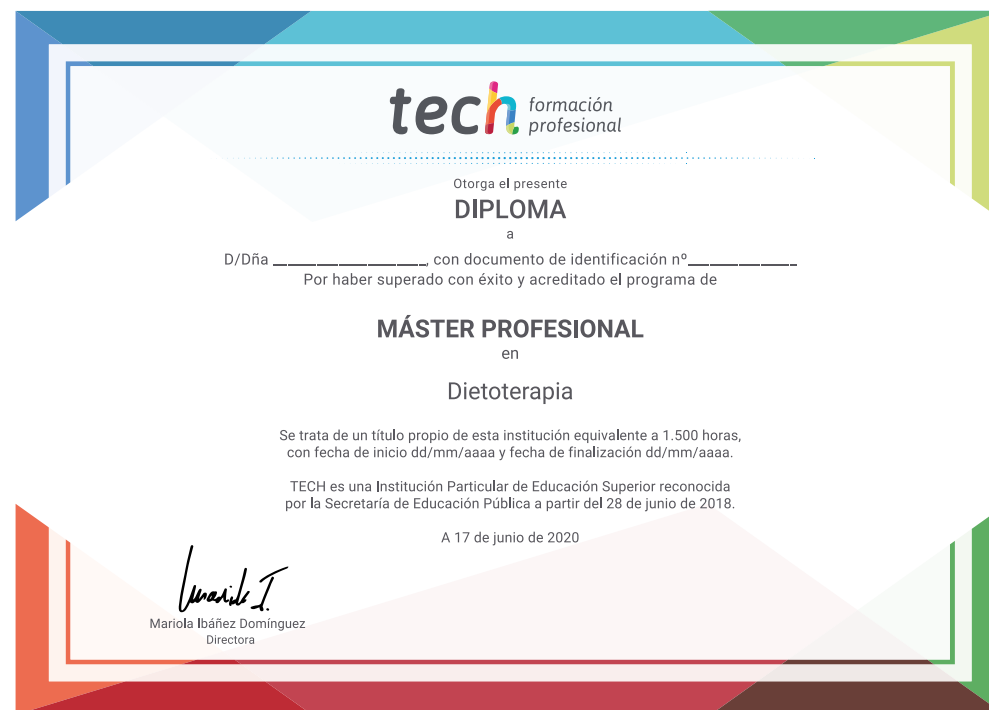 tech formación
profesional
Otorga el presente
DIPLOMA
a
D/Dña ____________________, con documento de identificación nº______________
Por haber superado con éxito y acreditado el programa de
MÁSTER PROFESIONAL
en
Dietoterapia
Se trata de un título propio de esta institución equivalente a 1.500 horas,
con fecha de inicio dd/mm/aaaa y fecha de finalización dd/mm/aaaa.
TECH es una Institución Particular de Educación Superior reconocida
por la Secretaría de Educación Pública a partir del 28 de junio de 2018.
A 17 de junio de 2020
Mariola Ibáñez Domínguez
Directora